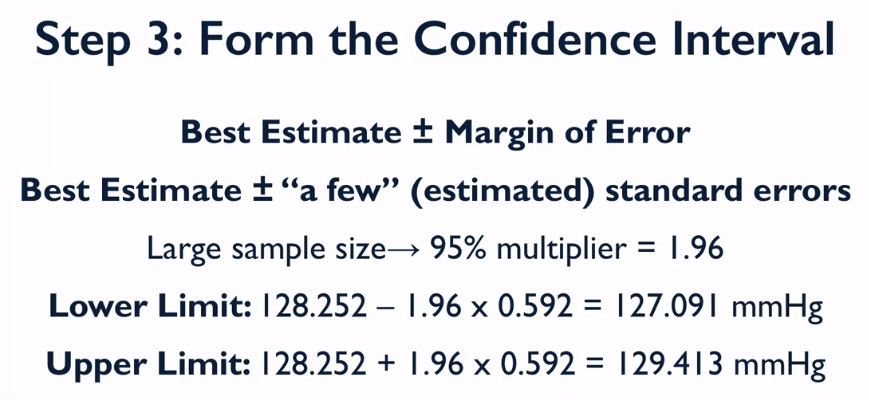 Step 3: Form the Confidence Interval
Best Estimate ± Margin of Error
Best Estimate ± “a few” (estimated) standard errors
Large sample size→ 95% multiplier = 1.96
Lower Limit: 128.252 – 1.96 x 0.592 = 127.091 mmHg
Upper Limit: 128.252 + 1.96 x 0.592 = 129.413 mmHg